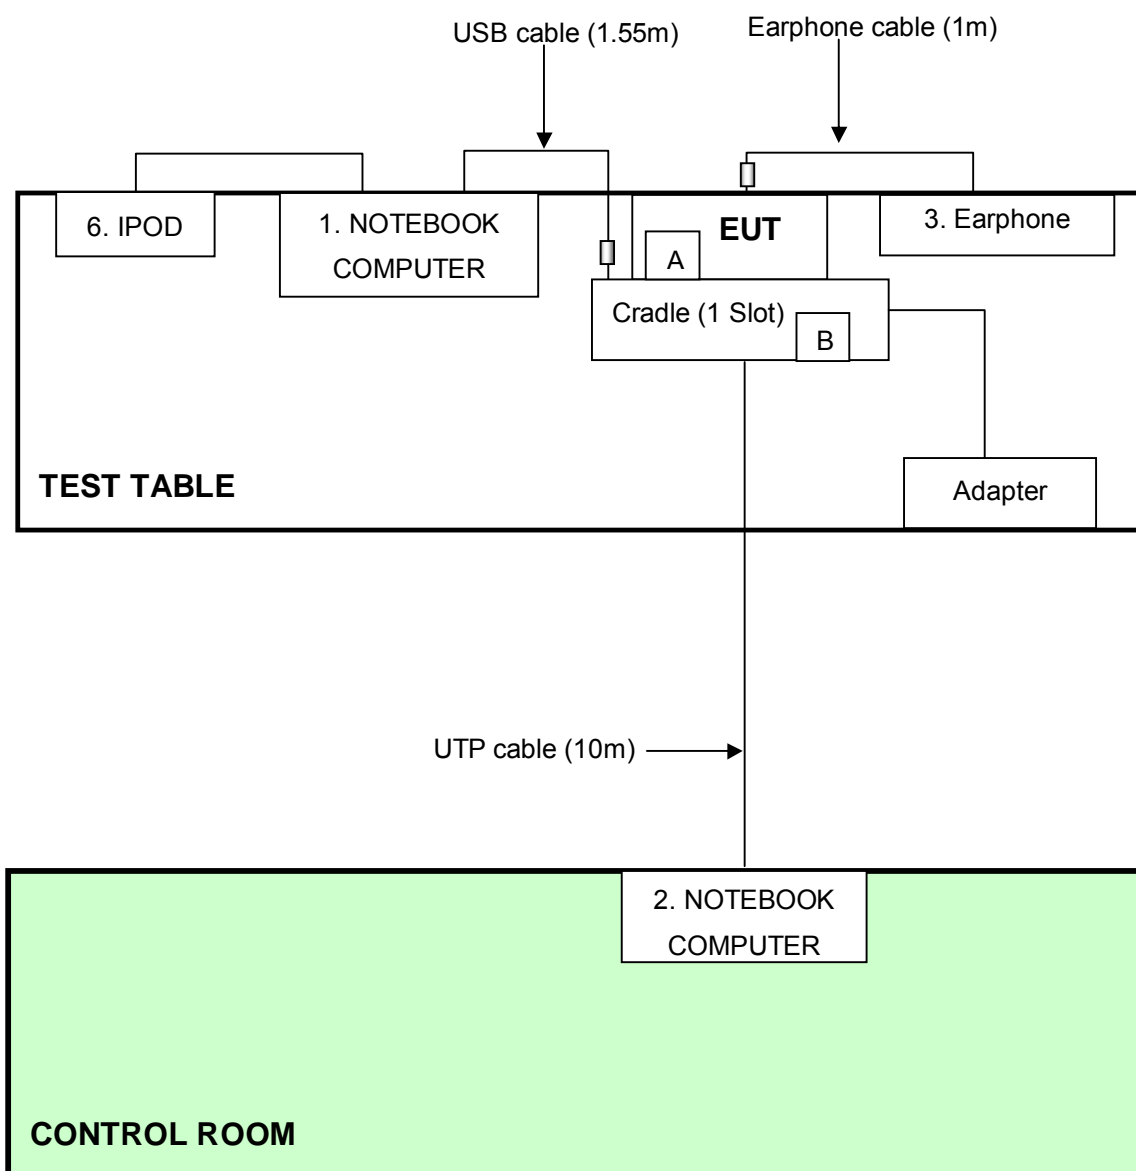 USB cable (1.55m)
Earphone cable (1m)
6. IPOD
1. NOTEBOOK
COMPUTER
EUT
3. Earphone
A
Cradle (1 Slot)
B
TEST TABLE
Adapter
UTP cable (10m)
2. NOTEBOOK
COMPUTER
CONTROL ROOM